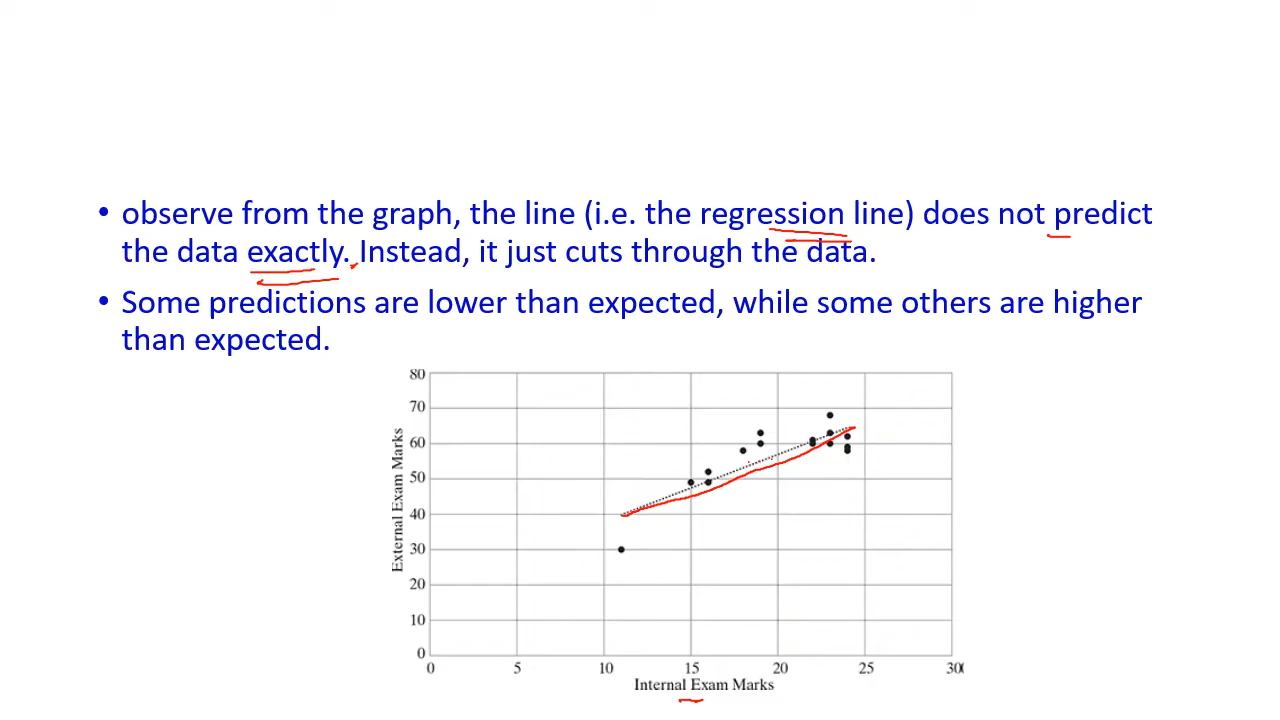 • observe from the graph, the line (i.e. the regression line) does not predict
the data exactly. Instead, it just cuts through the data.
• Some predictions are lower than expected, while some others are higher
than expected.
80
70
60
50
40
30
20
10
0
External Exam Marks
0 5 10 15 20 25 30
Internal Exam Marks